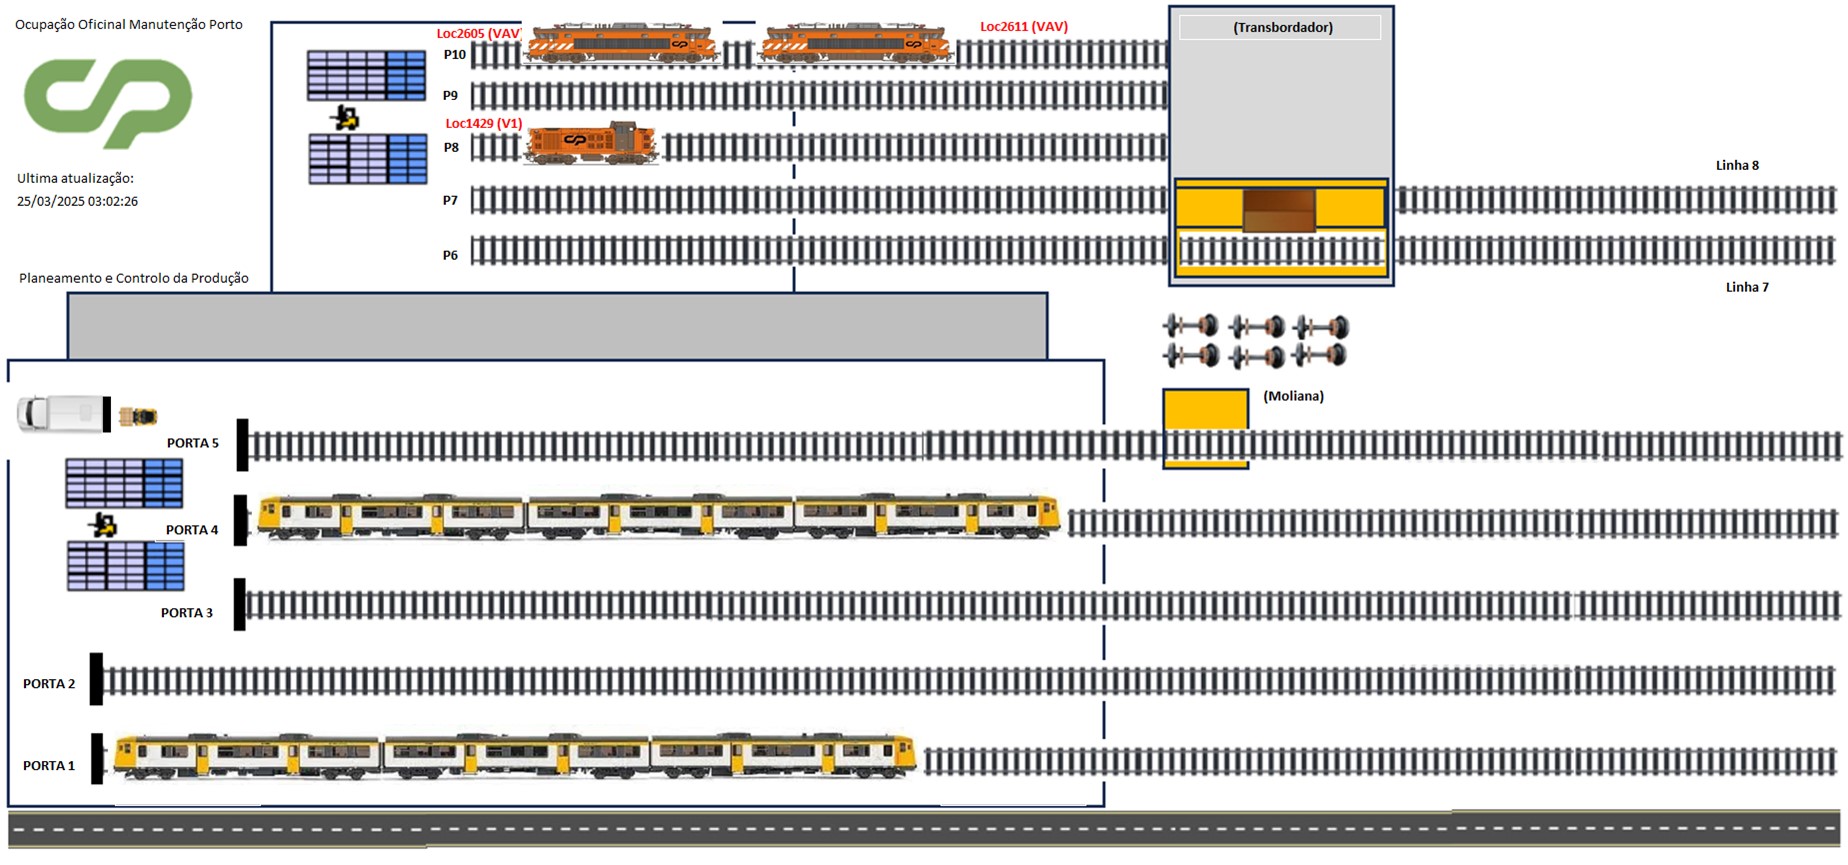 Ocupação Oficinal Manutenção Porto
Loc2605 (VAV)
Loc2611 (VAV)
(Transbordador)
P10
P9
Loc1429 (V1)
P8
Ultima atualização:
25/03/2025 03:02:26
P7
Linha 8
P6
Planeamento e Controlo da Produção
Linha 7
(Moliana)
PORTA 5
PORTA 4
PORTA 3
PORTA 2
PORTA 1